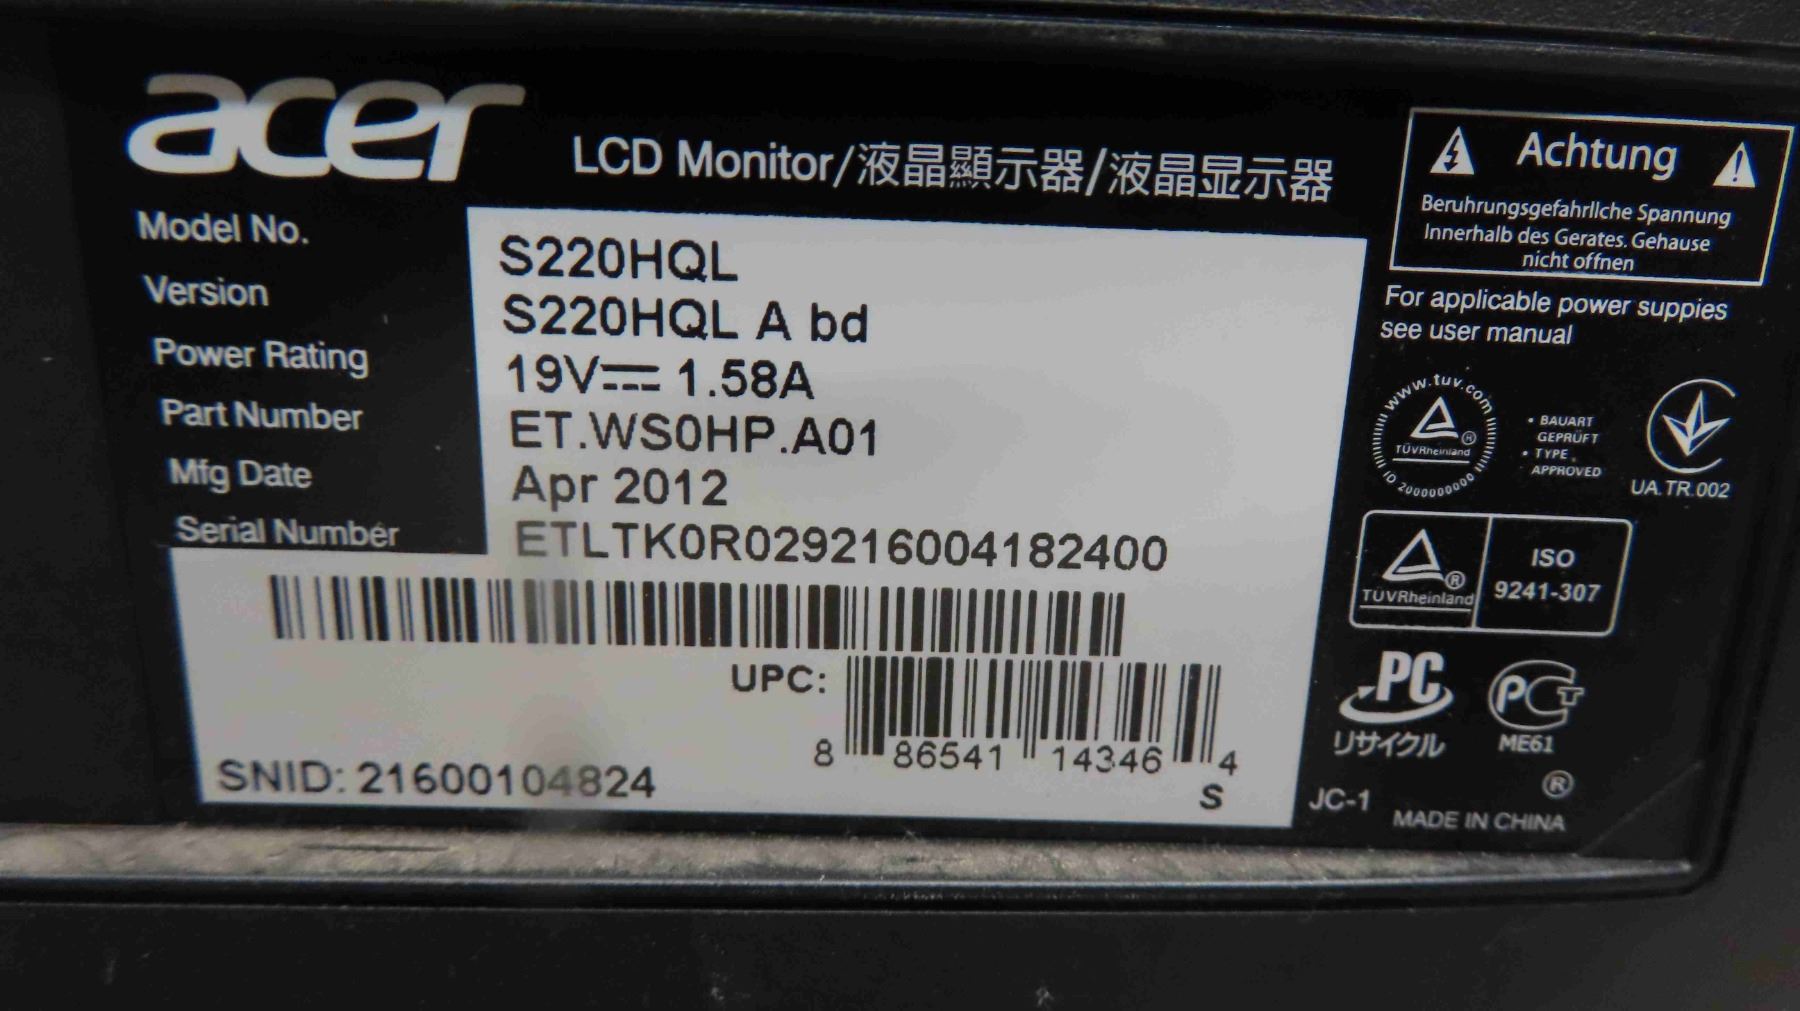 acer
LCD Monitor/液晶顯示器/液晶显示器
Model No. S220HQL
Version S220HQL A bd
Power Rating 19V⎓ 1.58A
Part Number ET.WS0HP.A01
Mfg Date Apr 2012
Serial Number ETLTK0R029216004182400
UPC:
8 86541 14346 4
S
SNID: 21600104824
Achtung
Beruhrungsgefahrliche Spannung
Innerhalb des Gerates. Gehause
nicht offnen
For applicable power suppies
see user manual
www.tuv.com
TÜVRheinland ®
ID 2000000000
• BAUART
GEPRÜFT
• TYPE
APPROVED
UA.TR.002
TÜVRheinland ®
ISO
9241-307
PC
リサイクル
PCT
ME61
®
JC-1
MADE IN CHINA